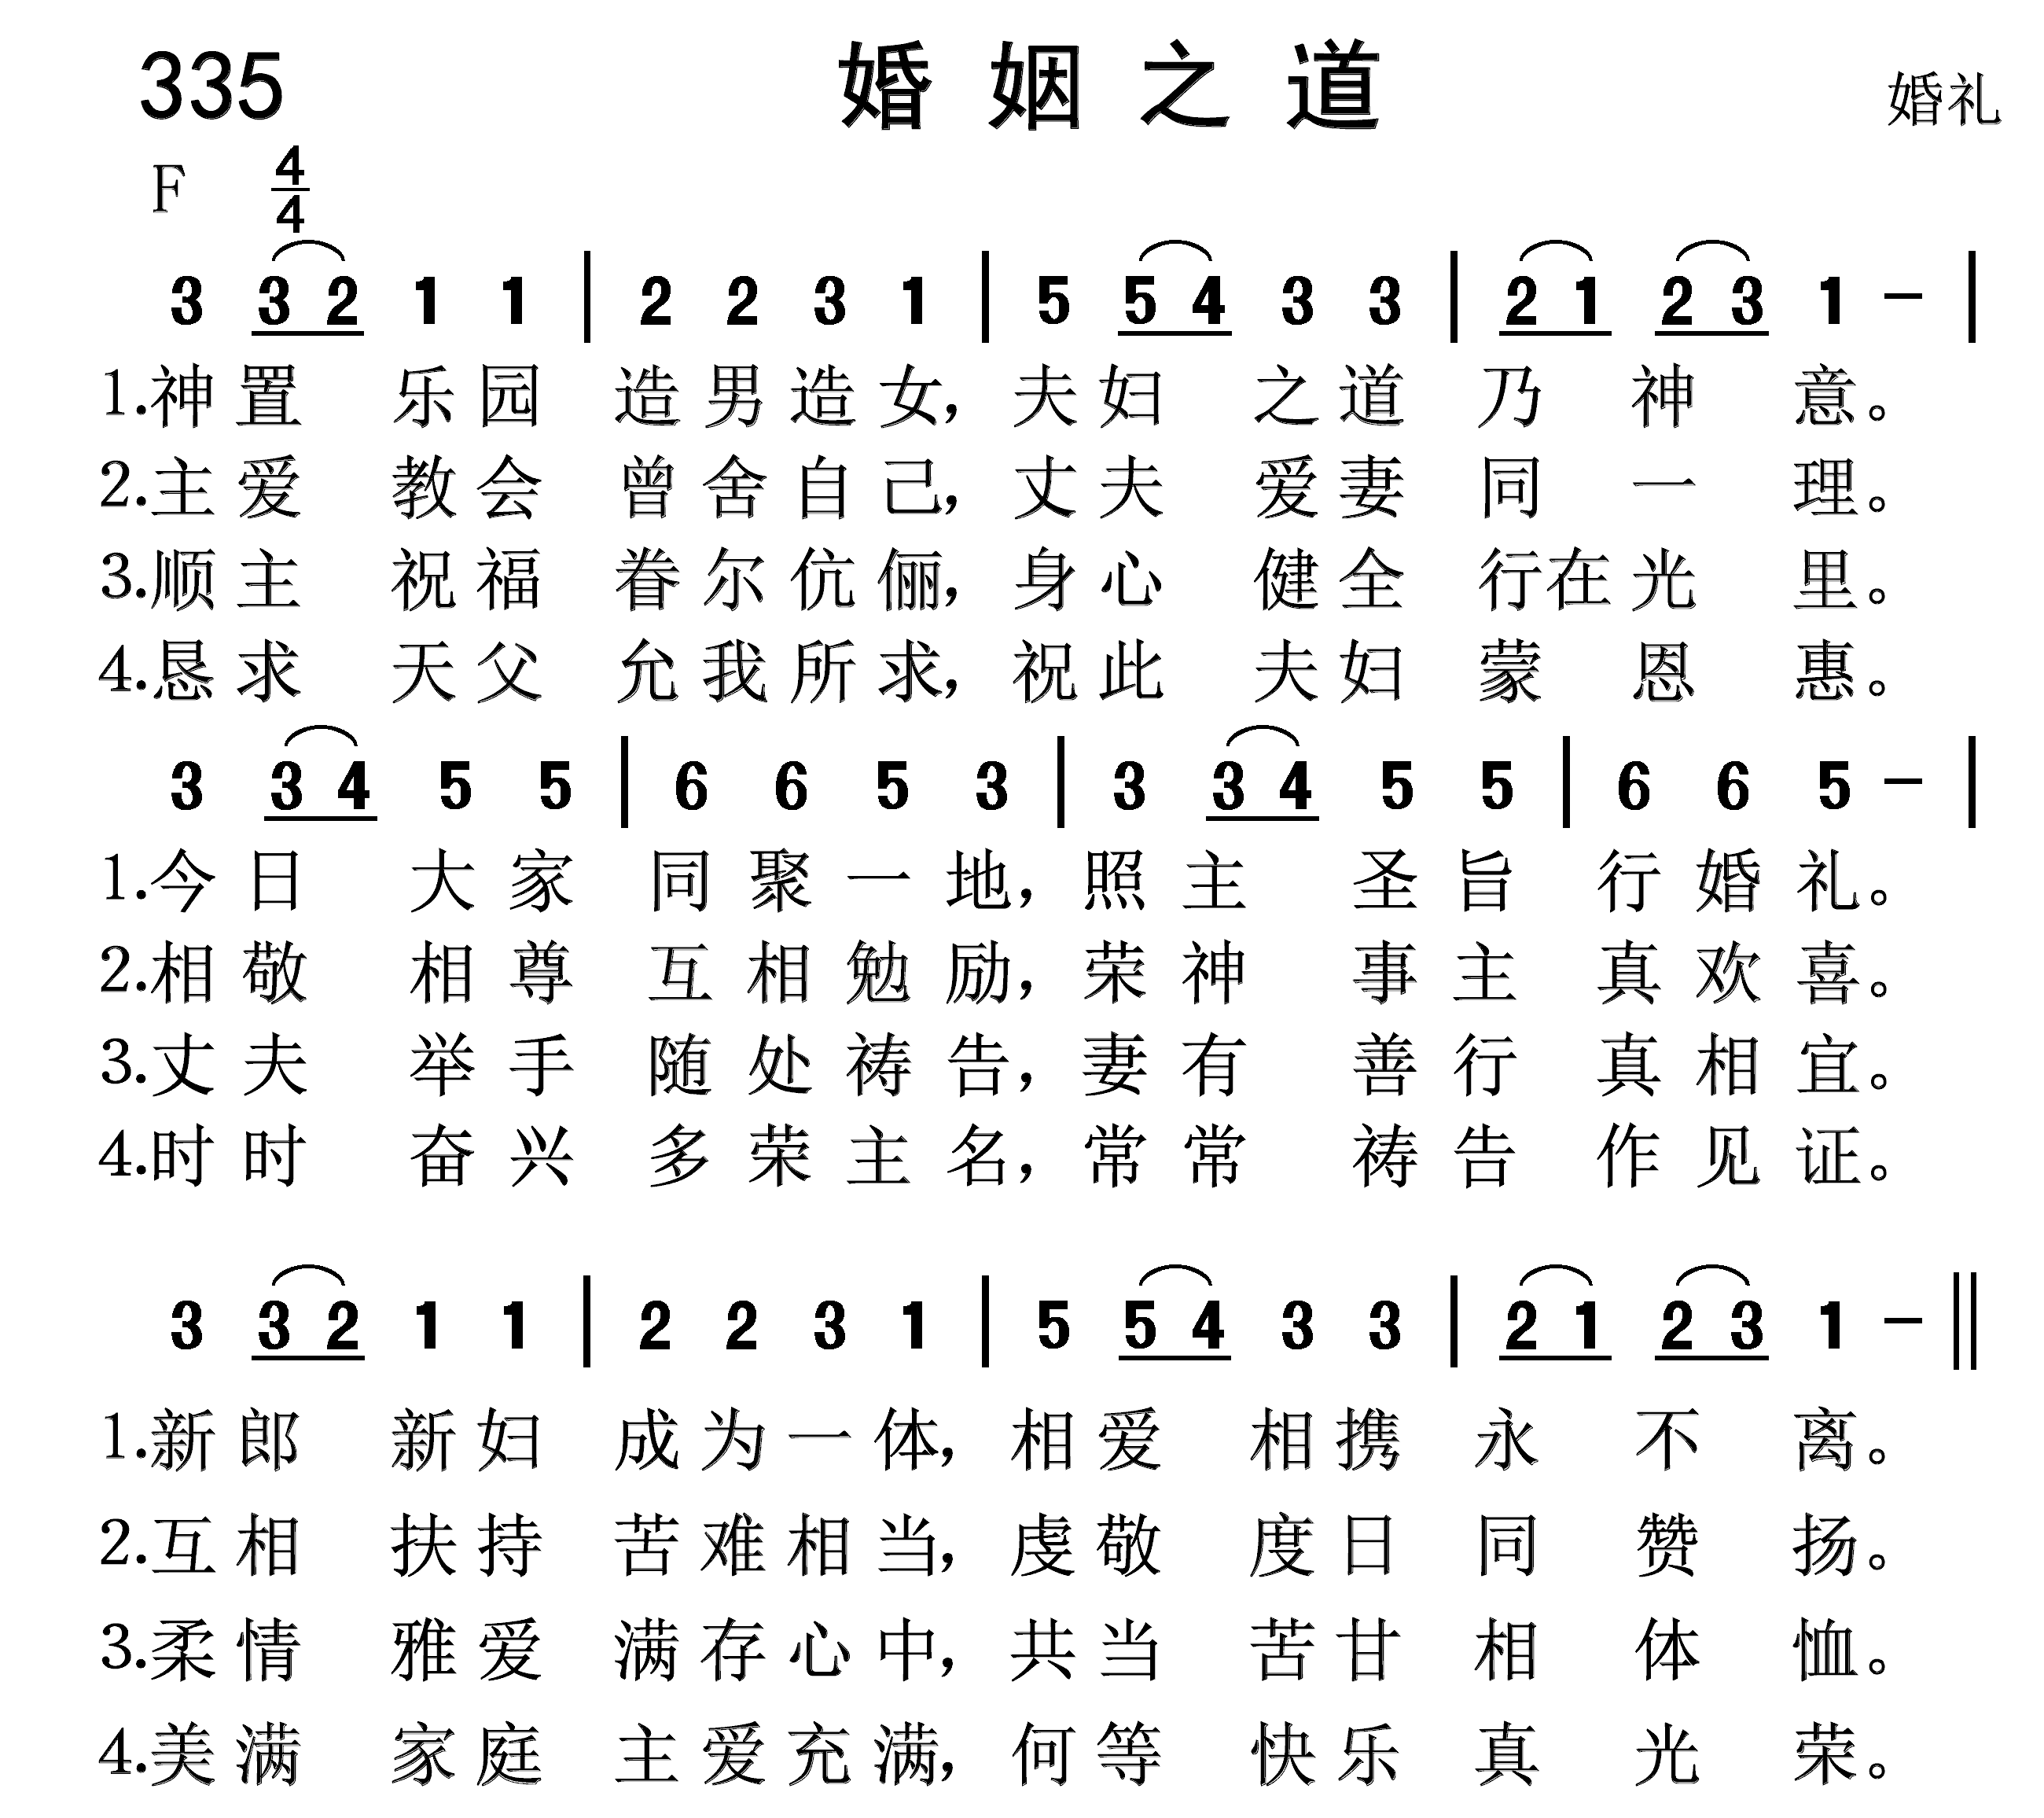 335 婚姻之道 婚礼
F 4/4
3 3 2 1 1 | 2 2 3 1 | 5 5 4 3 3 | 2 1 2 3 1 – |
1.神置 乐园 造男造女，夫妇 之道 乃 神 意。
2.主爱 教会 曾舍自己，丈夫 爱妻 同 一 理。
3.顺主 祝福 眷尔伉俪，身心 健全 行在光 里。
4.恳求 天父 允我所求，祝此 夫妇 蒙 恩 惠。
3 3 4 5 5 | 6 6 5 3 | 3 3 4 5 5 | 6 6 5 – |
1.今日 大家 同聚一地，照主 圣旨 行婚礼。
2.相敬 相尊 互相勉励，荣神 事主 真欢喜。
3.丈夫 举手 随处祷告，妻有 善行 真相宜。
4.时时 奋兴 多荣主名，常常 祷告 作见证。
3 3 2 1 1 | 2 2 3 1 | 5 5 4 3 3 | 2 1 2 3 1 – ||
1.新郎 新妇 成为一体，相爱 相携 永 不 离。
2.互相 扶持 苦难相当，虔敬 度日 同 赞 扬。
3.柔情 雅爱 满存心中，共当 苦甘 相 体 恤。
4.美满 家庭 主爱充满，何等 快乐 真 光 荣。